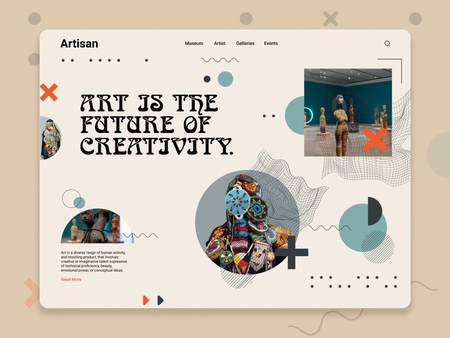 Artisan
Museum Artist Galleries Events
ART IS THE
FUTURE OF
CREATIVITY.
Art is a diverse range of human activity,
and resulting product, that involves
creative or imaginative talent expressive
of technical proficiency, beauty,
emotional power, or conceptual ideas.
Read More